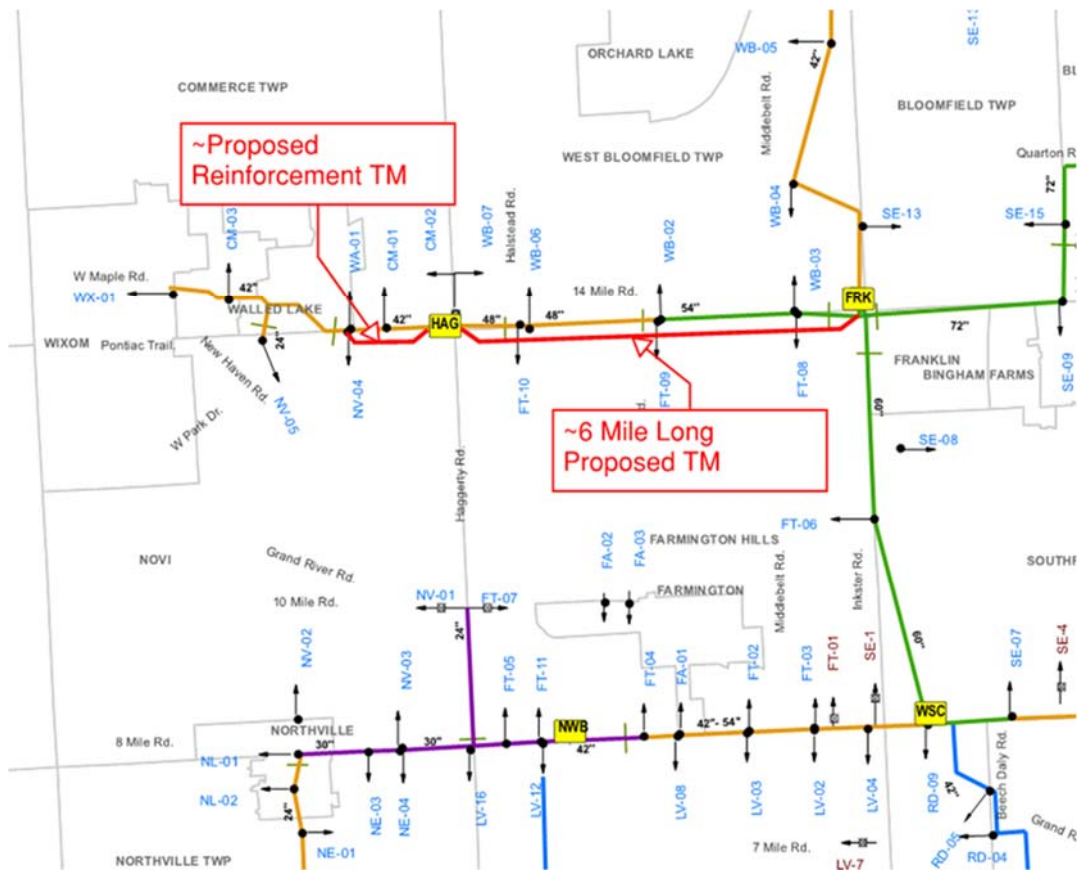 SE-13
ORCHARD LAKE
WB-05
42"
Middlebelt Rd.
COMMERCE TWP
BLOOMFIELD TWP
~Proposed
Reinforcement TM
WEST BLOOMFIELD TWP
Quarton R
72"
WB-04
SE-13
SE-15
CM-03
WA-01
CM-01
CM-02
WB-07
Halstead Rd.
WB-06
WB-02
WB-03
W Maple Rd.
WX-01
42"
WALLED LAKE
14 Mile Rd.
54"
FRK
42"
HAG
48"
48"
72"
WIXOM
Pontiac Trail.
24"
New Haven Rd.
W Park Dr.
NV-05
NV-04
FT-10
FT-09
FT-08
FRANKLIN
BINGHAM FARMS
SE-09
60"
~6 Mile Long
Proposed TM
SE-08
Haggerty Rd.
FT-06
NOVI
Grand River Rd.
10 Mile Rd.
FA-02
FA-03
FARMINGTON HILLS
FARMINGTON
Middlebelt Rd.
Inkster Rd.
SOUTHF
NV-01
FT-07
24"
60"
NV-02
NV-03
FT-05
FT-11
FT-04
FA-01
FT-02
FT-03
FT-01
SE-1
SE-07
SE-4
NORTHVILLE
NWB
WSC
8 Mile Rd.
30"
30"
42"
42"- 54"
NL-01
NL-02
24"
NE-03
NE-04
LV-16
LV-12
LV-08
LV-03
LV-02
LV-04
RD-09
42"
Beech Daly Rd.
NE-01
RD-05
RD-04
Grand R
7 Mile Rd.
LV-7
NORTHVILLE TWP